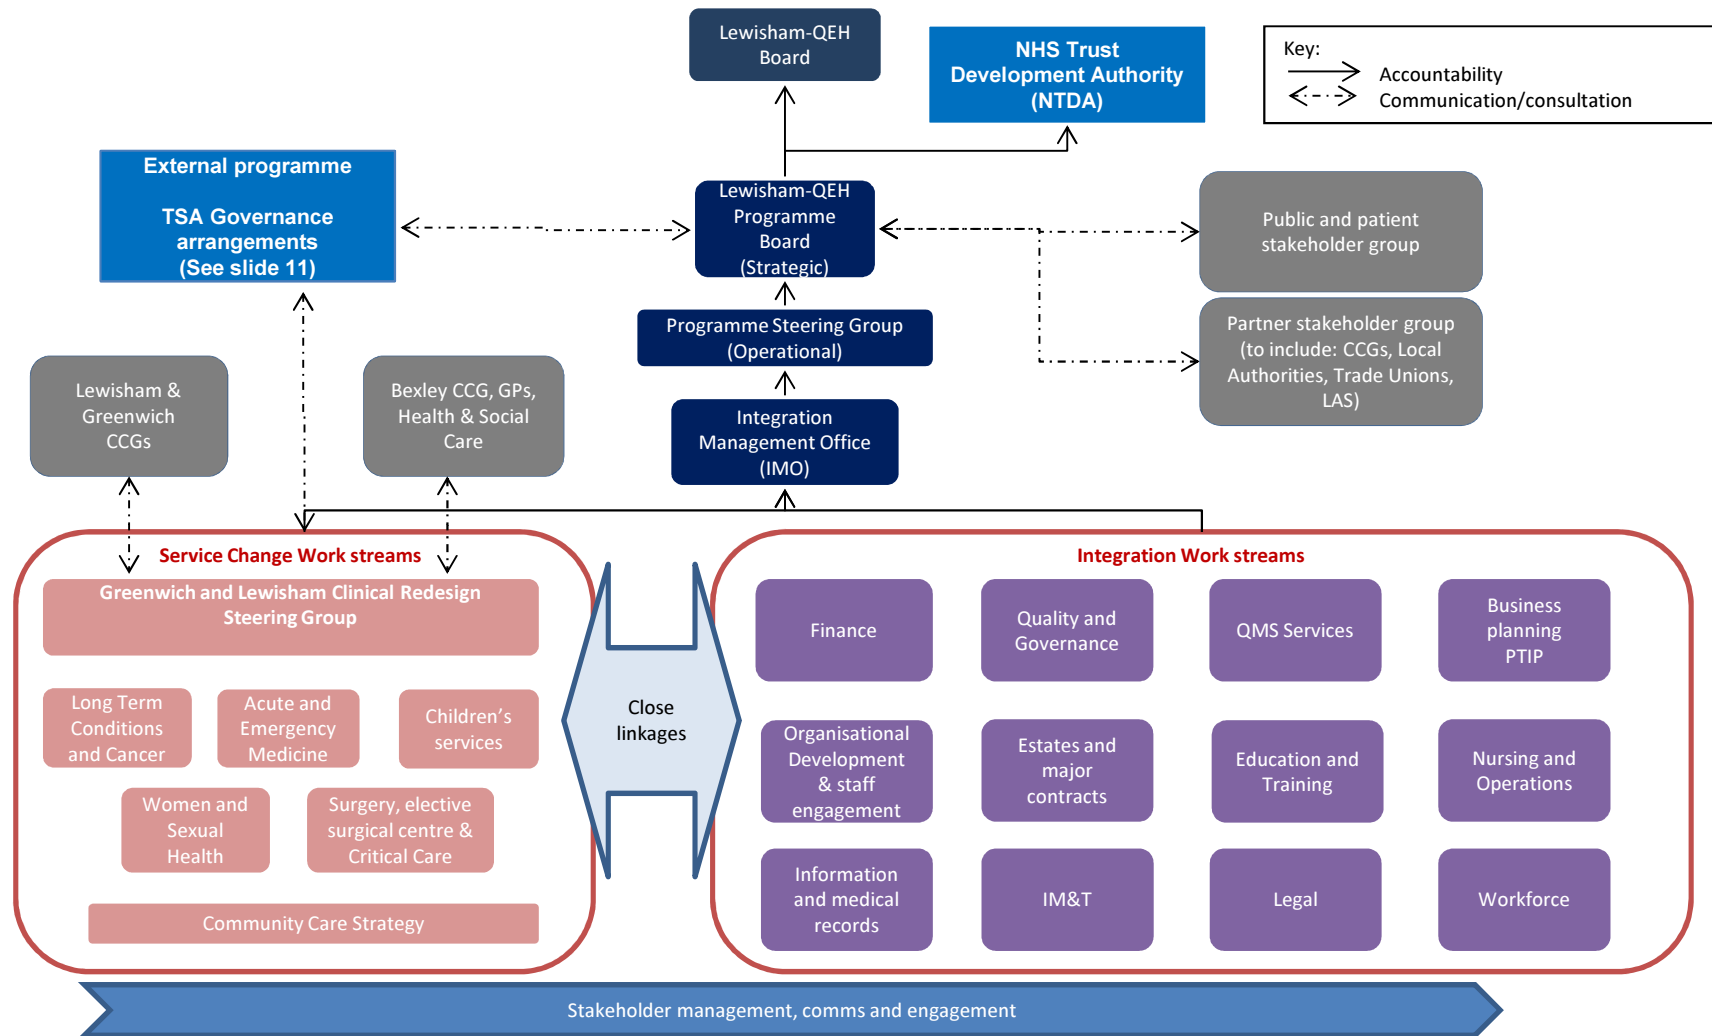 Lewisham-QEH
Board
NHS Trust
Development Authority
(NTDA)
Key:
Accountability
Communication/consultation
External programme
TSA Governance
arrangements
(See slide 11)
Lewisham-QEH
Programme
Board
(Strategic)
Public and patient
stakeholder group
Programme Steering Group
(Operational)
Partner stakeholder group
(to include: CCGs, Local
Authorities, Trade Unions,
LAS)
Lewisham &
Greenwich
CCGs
Bexley CCG, GPs,
Health & Social
Care
Integration
Management Office
(IMO)
Service Change Work streams
Greenwich and Lewisham Clinical Redesign
Steering Group
Long Term
Conditions
and Cancer
Acute and
Emergency
Medicine
Children’s
services
Women and
Sexual
Health
Surgery, elective
surgical centre &
Critical Care
Community Care Strategy
Close
linkages
Integration Work streams
Finance
Quality and
Governance
QMS Services
Business
planning
PTIP
Organisational
Development
& staff
engagement
Estates and
major
contracts
Education and
Training
Nursing and
Operations
Information
and medical
records
IM&T
Legal
Workforce
Stakeholder management, comms and engagement